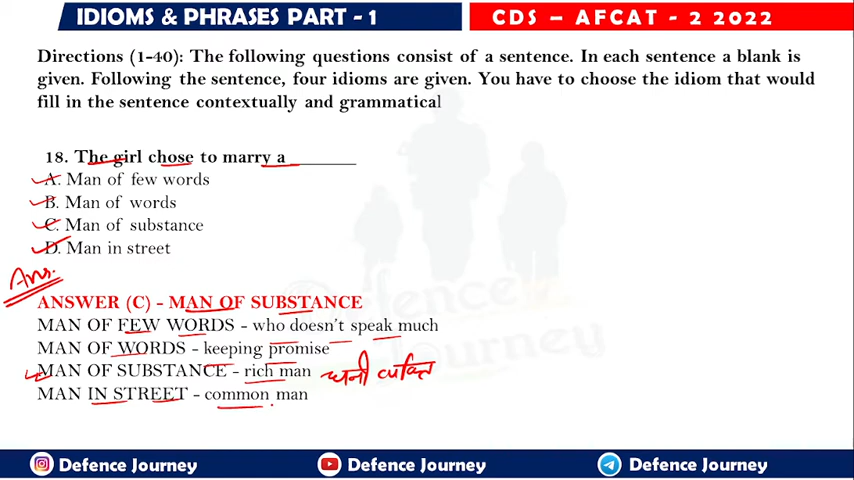 IDIOMS & PHRASES PART - 1
CDS - AFCAT - 2 2022
Directions (1-40): The following questions consist of a sentence. In each sentence a blank is
given. Following the sentence, four idioms are given. You have to choose the idiom that would
fill in the sentence contextually and grammatical
18. The girl chose to marry a ________
A. Man of few words
B. Man of words
C. Man of substance
D. Man in street
Ans.
ANSWER (C) - MAN OF SUBSTANCE
MAN OF FEW WORDS - who doesn't speak much
MAN OF WORDS - keeping promise
MAN OF SUBSTANCE - rich man धनी व्यक्ति
MAN IN STREET - common man
Defence
Journey
Defence Journey
Defence Journey
Defence Journey